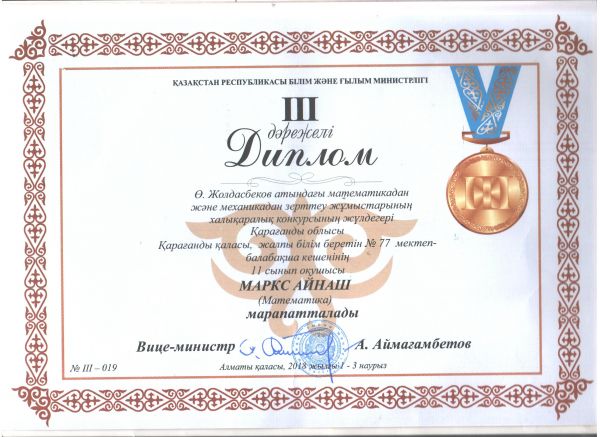 ҚАЗАҚСТАН РЕСПУБЛИКАСЫ БІЛІМ ЖӘНЕ ҒЫЛЫМ МИНИСТРЛІГІ
III
дәрежелі
Диплом
Ө. Жолдасбеков атындағы математикадан
және механикадан зерттеу жұмыстарының
халықаралық конкурсының жүлдегері
Қарағанды облысы
Қарағанды қаласы, жалпы білім беретін № 77 мектеп-
балабақша кешенінің
11 сынып оқушысы
МАРКС АЙНАШ
(Математика)
марапатталады
Вице-министр А. Аймагамбетов
№ III – 019
Алматы қаласы, 2018 жылғы 1 - 3 наурыз